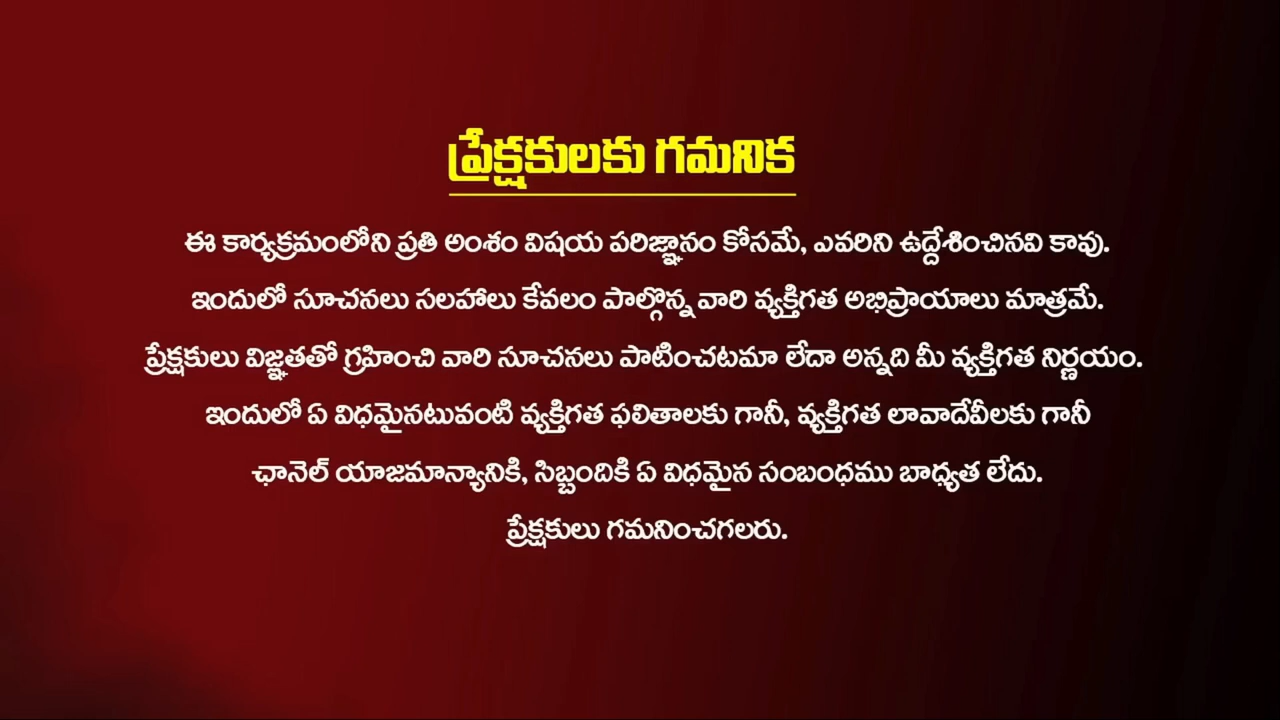 ప్రేక్షకులకు గమనిక
ఈ కార్యక్రమంలోని ప్రతి అంశం విషయ పరిజ్ఞానం కోసమే, ఎవరిని ఉద్దేశించినవి కావు.
ఇందులో సూచనలు సలహాలు కేవలం పాల్గొన్న వారి వ్యక్తిగత అభిప్రాయాలు మాత్రమే.
ప్రేక్షకులు విజ్ఞతతో గ్రహించి వారి సూచనలు పాటించటమా లేదా అన్నది మీ వ్యక్తిగత నిర్ణయం.
ఇందులో ఏ విధమైనటువంటి వ్యక్తిగత ఫలితాలకు గానీ, వ్యక్తిగత లావాదేవీలకు గానీ
ఛానెల్ యాజమాన్యానికి, సిబ్బందికి ఏ విధమైన సంబంధము బాధ్యత లేదు.
ప్రేక్షకులు గమనించగలరు.